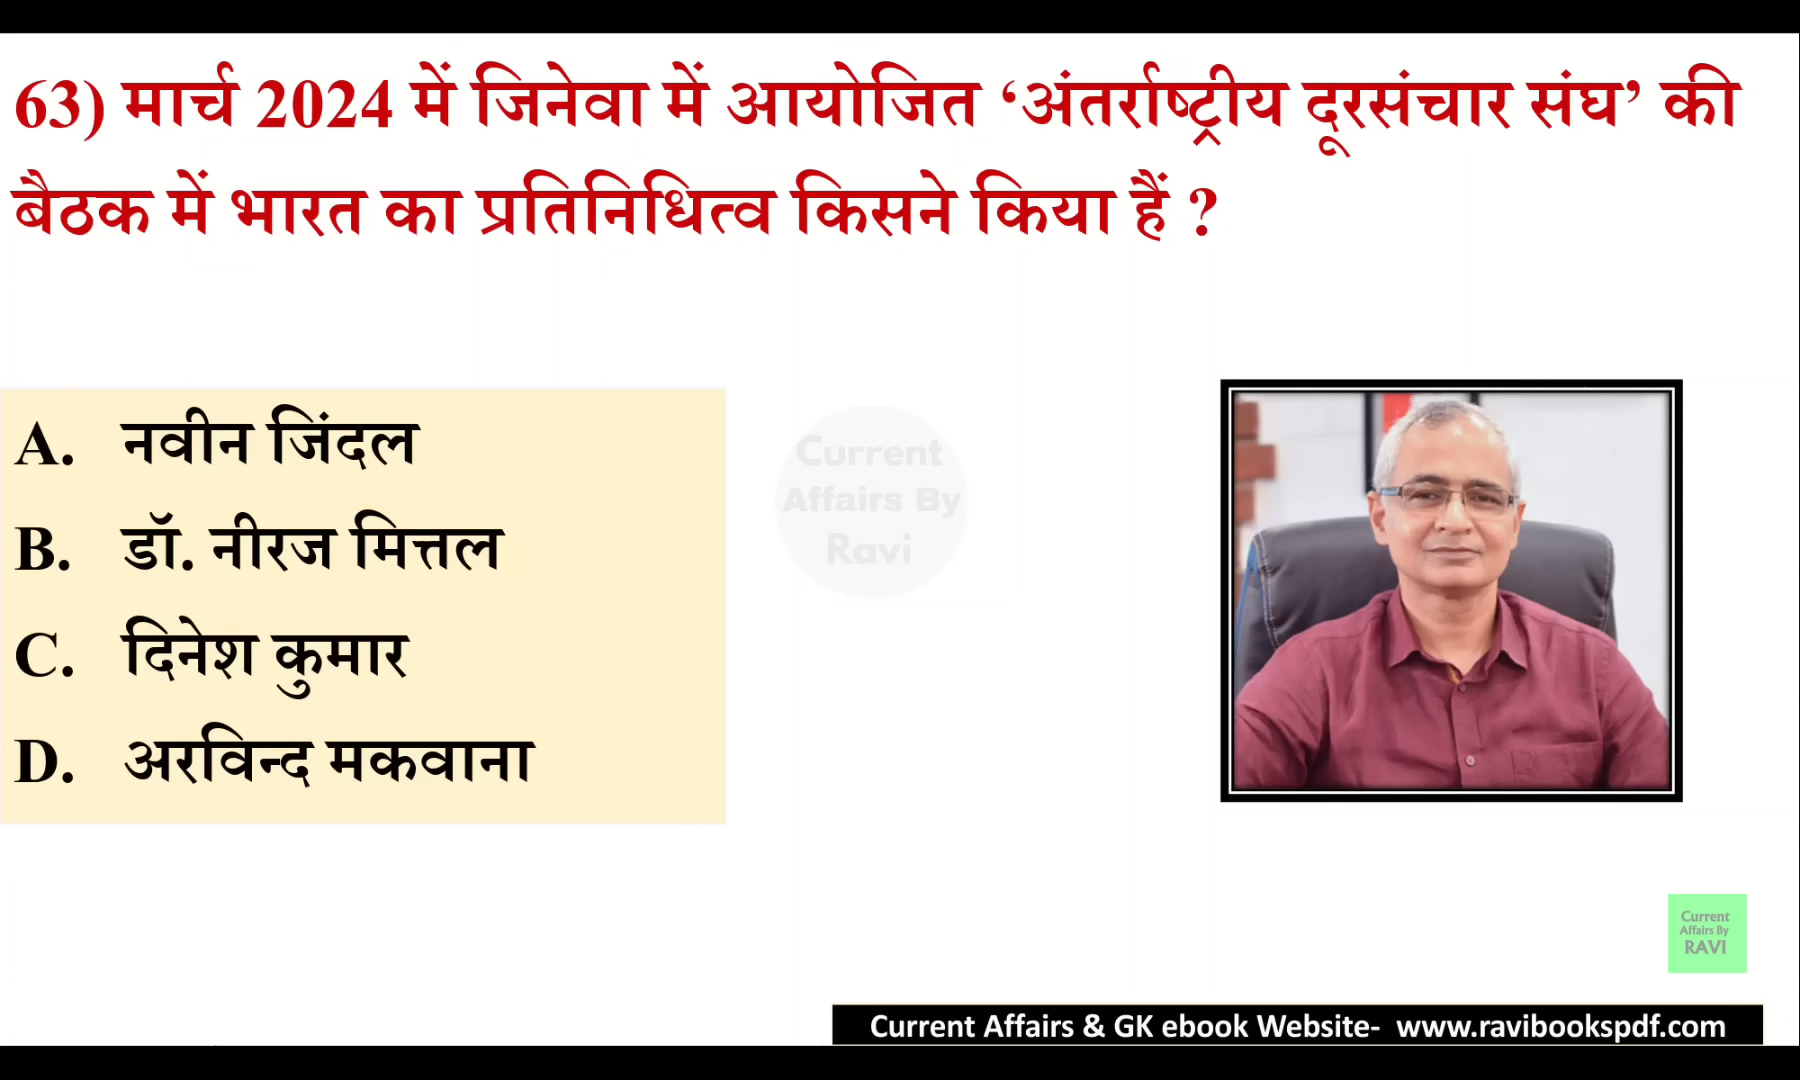 63) मार्च 2024 में जिनेवा में आयोजित ‘अंतर्राष्ट्रीय दूरसंचार संघ’ की
बैठक में भारत का प्रतिनिधित्व किसने किया हैं ?
A. नवीन जिंदल
B. डॉ. नीरज मित्तल
C. दिनेश कुमार
D. अरविन्द मकवाना
Current
Affairs By
Ravi
Current
Affairs By
RAVI
Current Affairs & GK ebook Website- www.ravibookspdf.com